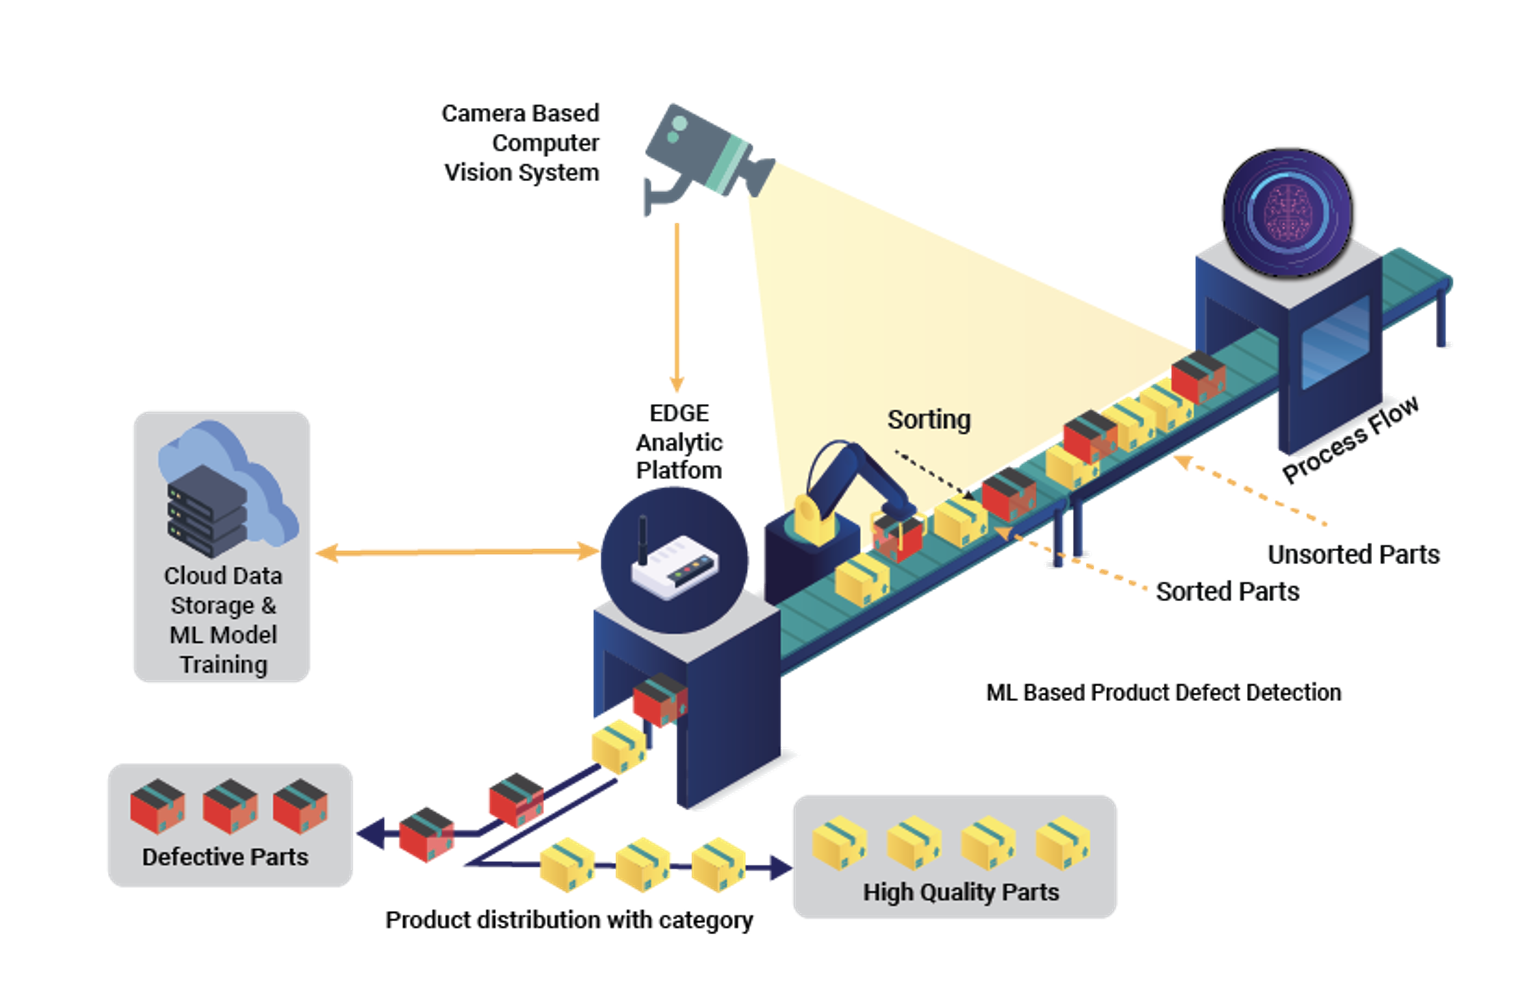 Camera Based
Computer
Vision System
EDGE
Analytic
Platfom
Sorting
Process Flow
Unsorted Parts
Sorted Parts
Cloud Data
Storage &
ML Model
Training
ML Based Product Defect Detection
Defective Parts
High Quality Parts
Product distribution with category